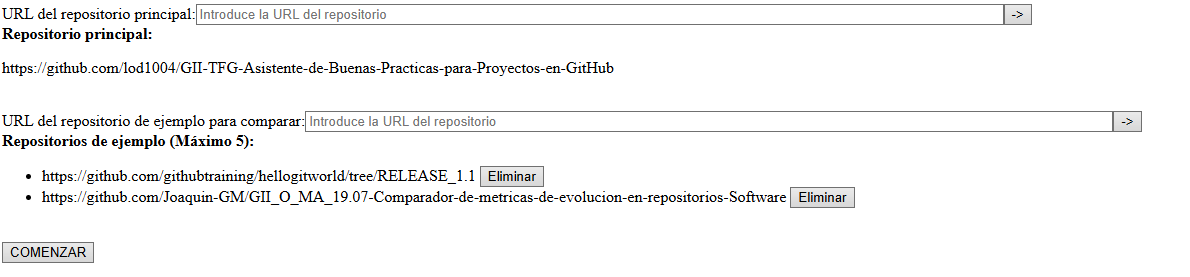 URL del repositorio principal: Introduce la URL del repositorio ->
Repositorio principal:
https://github.com/lod1004/GII-TFG-Asistente-de-Buenas-Practicas-para-Proyectos-en-GitHub
URL del repositorio de ejemplo para comparar: Introduce la URL del repositorio ->
Repositorios de ejemplo (Máximo 5):
• https://github.com/githubtraining/hellogitworld/tree/RELEASE_1.1 Eliminar
• https://github.com/Joaquin-GM/GII_O_MA_19.07-Comparador-de-metricas-de-evolucion-en-repositorios-Software Eliminar
COMENZAR